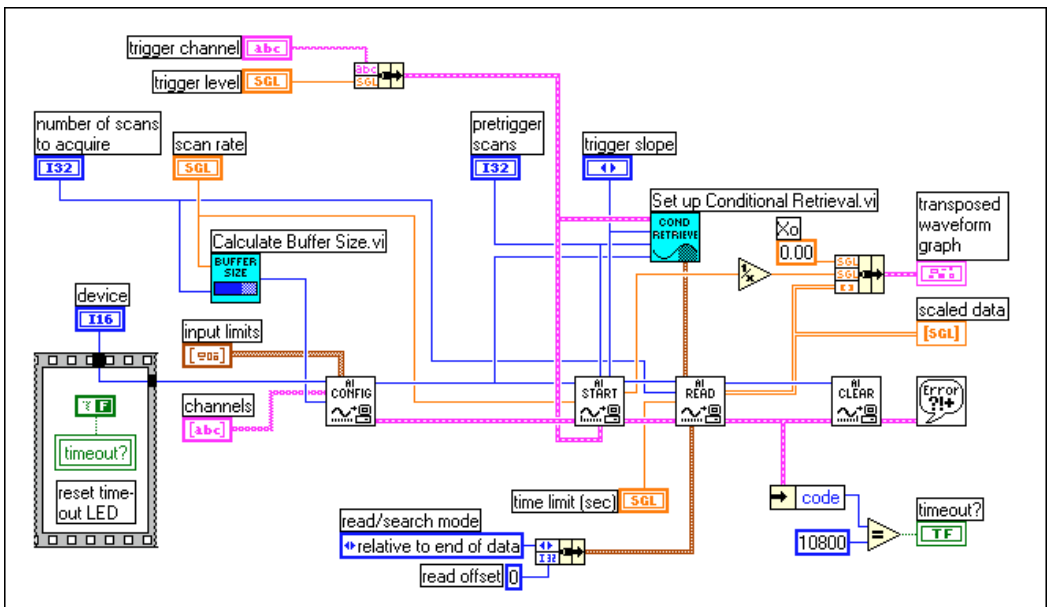 trigger channel abc
trigger level SGL
abc
SGL
number of scans
to acquire
I32
scan rate
SGL
pretrigger
scans
I32
trigger slope
Set up Conditional Retrieval.vi
COND
RETRIEVE
Xo
0.00
transposed
waveform
graph
SGL
SGL
[ ]
1/x
Calculate Buffer Size.vi
BUFFER
SIZE
device
I16
input limits
scaled data
[SGL]
AI
CONFIG
AI
START
AI
READ
AI
CLEAR
Error
?!+
channels
[abc]
F
timeout?
reset time-
out LED
time limit (sec) SGL
code
timeout?
TF
10800
=
read/search mode
relative to end of data
I32
read offset 0